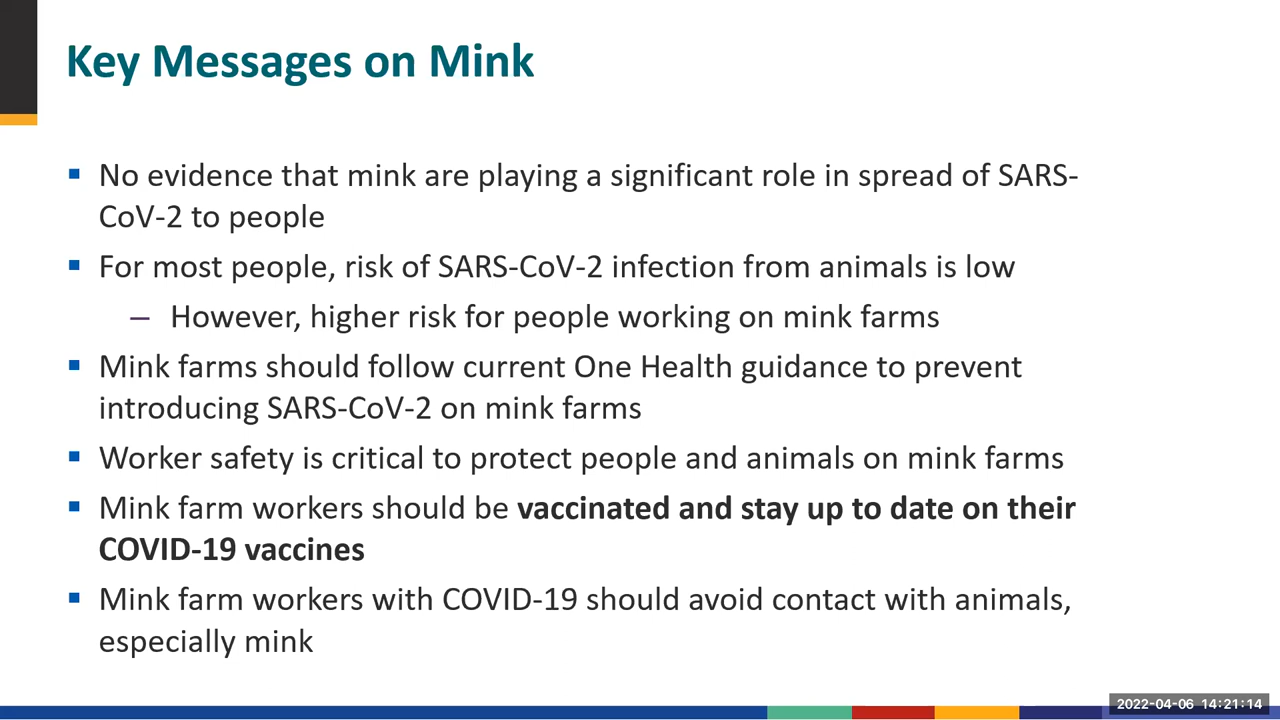 Key Messages on Mink
▪ No evidence that mink are playing a significant role in spread of SARS-
CoV-2 to people
▪ For most people, risk of SARS-CoV-2 infection from animals is low
– However, higher risk for people working on mink farms
▪ Mink farms should follow current One Health guidance to prevent
introducing SARS-CoV-2 on mink farms
▪ Worker safety is critical to protect people and animals on mink farms
▪ Mink farm workers should be vaccinated and stay up to date on their
COVID-19 vaccines
▪ Mink farm workers with COVID-19 should avoid contact with animals,
especially mink
2022-04-06 14:21:14